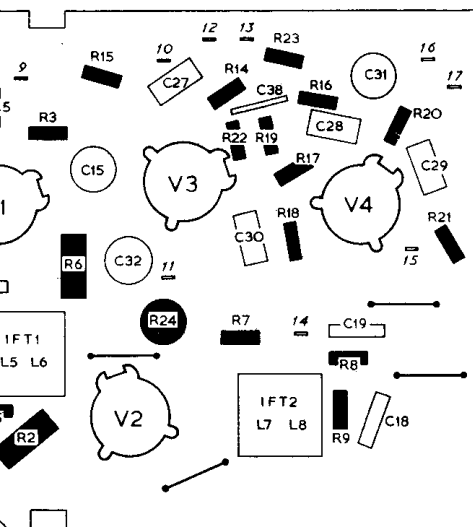 12
13
R23
10
16
R15
9
C31
17
C27
R14
C38
R16
5
R3
R20
C28
R22
R19
R17
C29
C15
V3
1
V4
R18
R21
C30
R6
C32
11
15
R24
R7
14
C19
IFT1
R8
L5 L6
IFT2
V2
L7 L8
C18
R2
R9